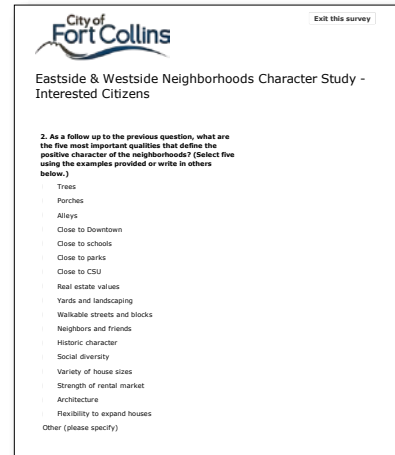 Exit this survey
City of
Fort Collins
Eastside & Westside Neighborhoods Character Study -
Interested Citizens
2. As a follow up to the previous question, what are
the five most important qualities that define the
positive character of the neighborhoods? (Select five
using the examples provided or write in others
below.)
Trees
Porches
Alleys
Close to Downtown
Close to schools
Close to parks
Close to CSU
Real estate values
Yards and landscaping
Walkable streets and blocks
Neighbors and friends
Historic character
Social diversity
Variety of house sizes
Strength of rental market
Architecture
Flexibility to expand houses
Other (please specify)